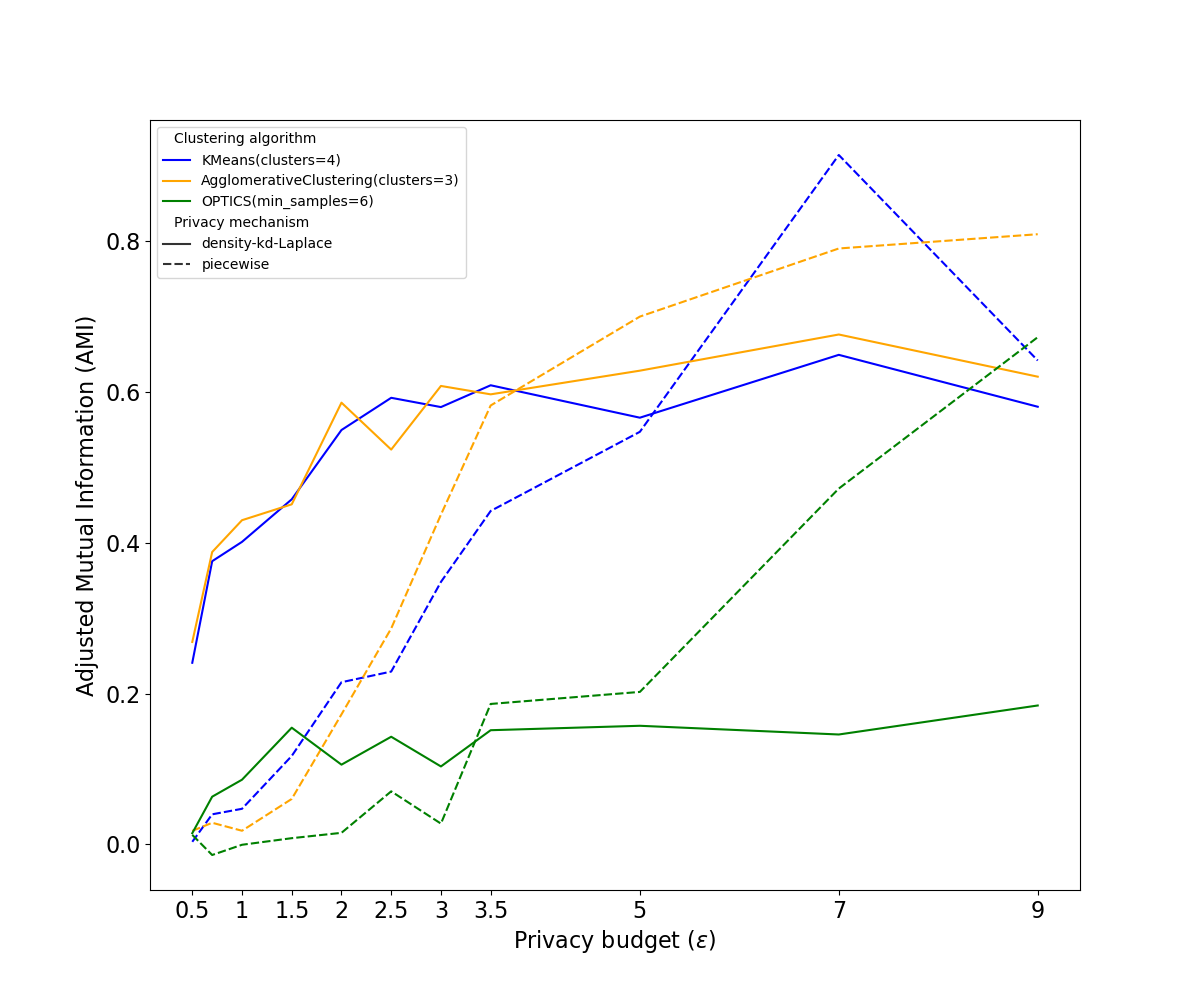 Clustering algorithm
KMeans(clusters=4)
AgglomerativeClustering(clusters=3)
OPTICS(min_samples=6)
Privacy mechanism
density-kd-Laplace
piecewise
Adjusted Mutual Information (AMI)
0.8
0.6
0.4
0.2
0.0
0.5 1 1.5 2 2.5 3 3.5 5 7 9
Privacy budget (ε)